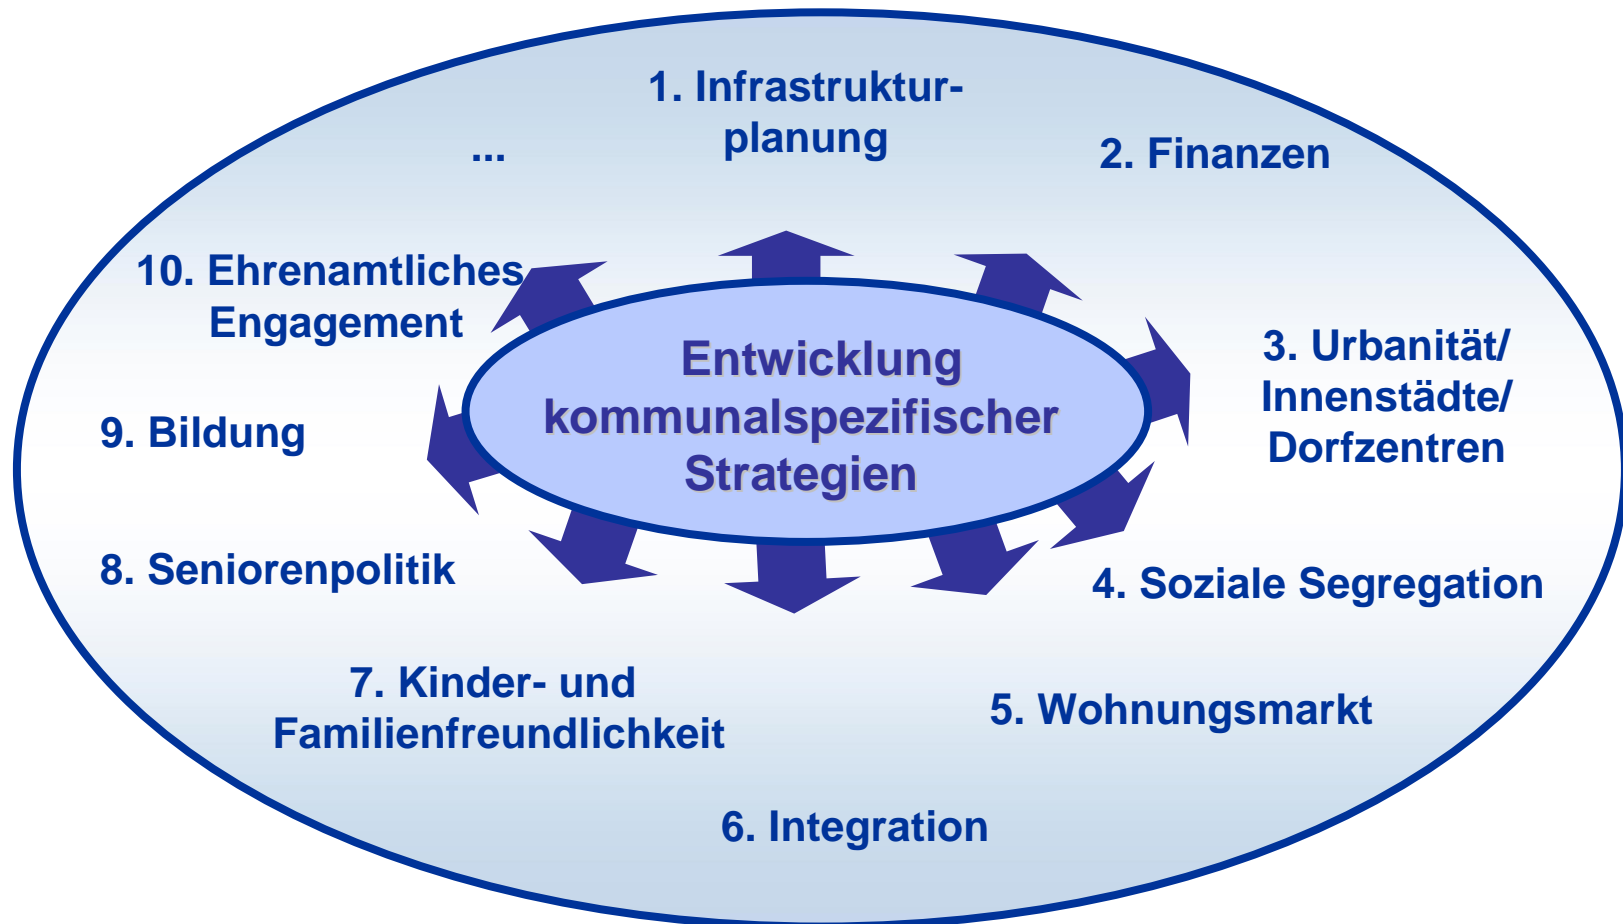 1. Infrastruktur-
planung
2. Finanzen
3. Urbanität/
Innenstädte/
Dorfzentren
4. Soziale Segregation
5. Wohnungsmarkt
6. Integration
7. Kinder- und
Familienfreundlichkeit
8. Seniorenpolitik
9. Bildung
10. Ehrenamtliches
Engagement
...
Entwicklung
kommunalspezifischer
Strategien